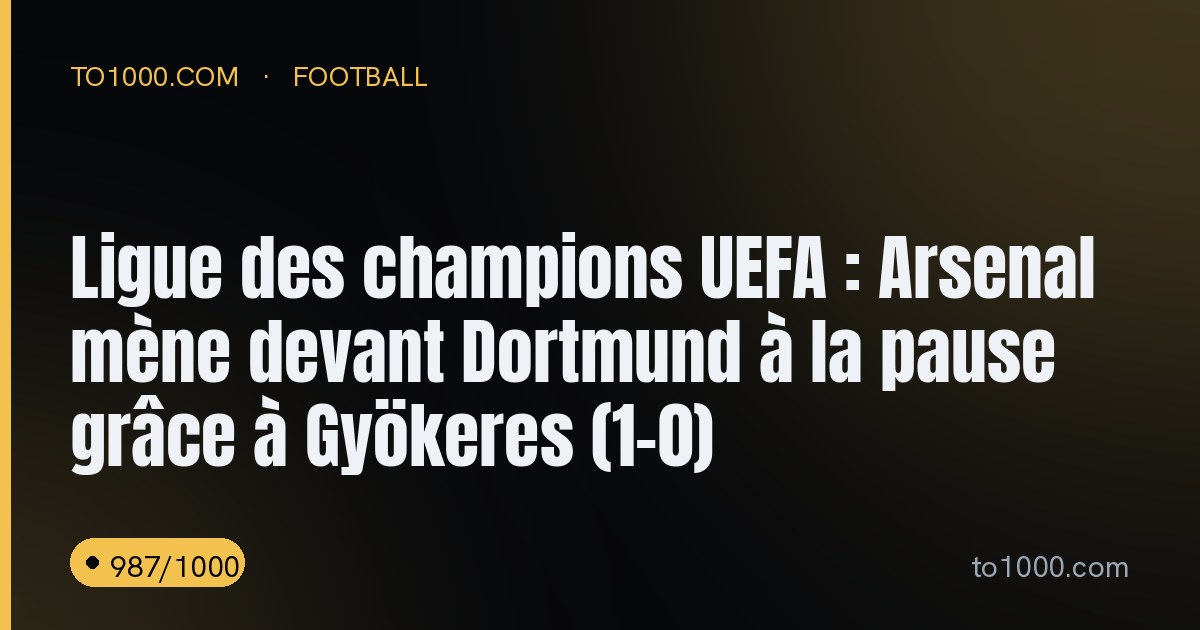 TO1000.COM · FOOTBALL
Ligue des champions UEFA : Arsenal
mène devant Dortmund à la pause
grâce à Gyökeres (1-0)
987/1000
to1000.com